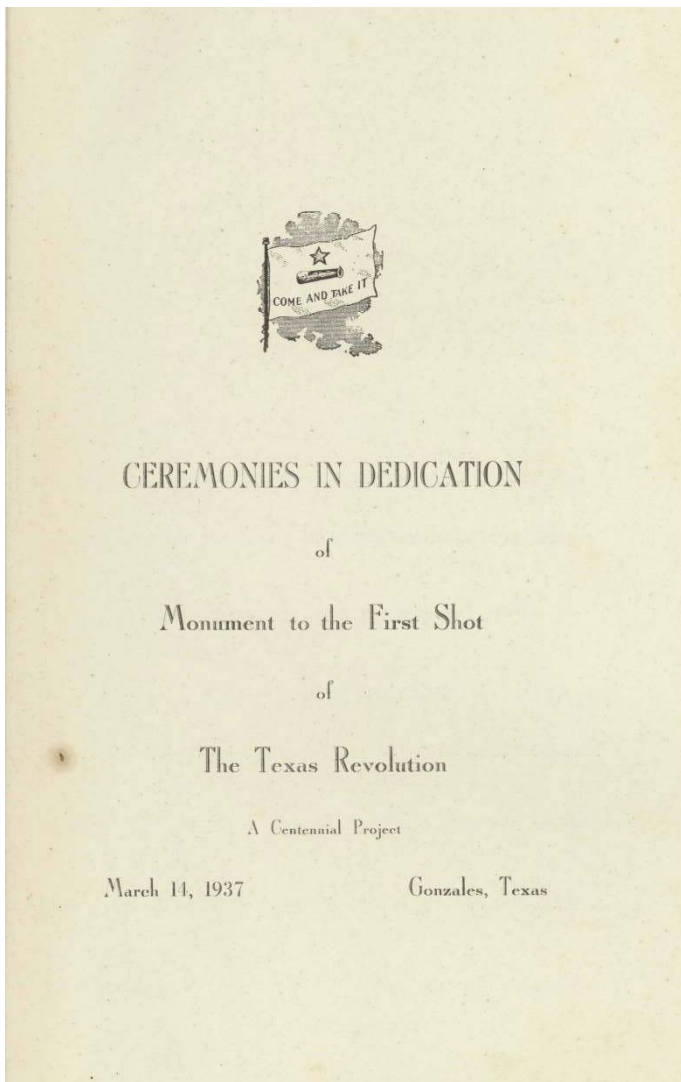 COME AND TAKE IT
CEREMONIES IN DEDICATION
of
Monument to the First Shot
of
The Texas Revolution
A Centennial Project
March 14, 1937 Gonzales, Texas